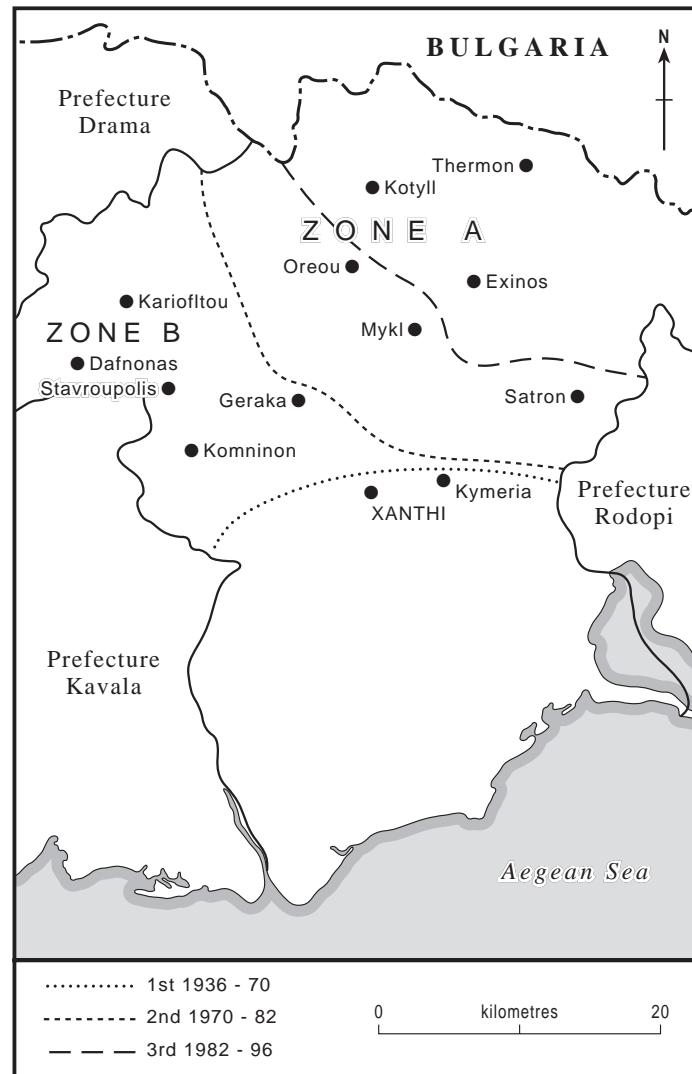 BULGARIA
N
Prefecture
Drama
Thermon
Kotyll
ZONE A
Oreou
Exinos
Kariofltou
Mykl
ZONE B
Dafnonas
Stavroupolis
Geraka
Satron
Komninon
Kymeria
XANTHI
Prefecture
Rodopi
Prefecture
Kavala
Aegean Sea
1st 1936 - 70
2nd 1970 - 82
3rd 1982 - 96
0 kilometres 20